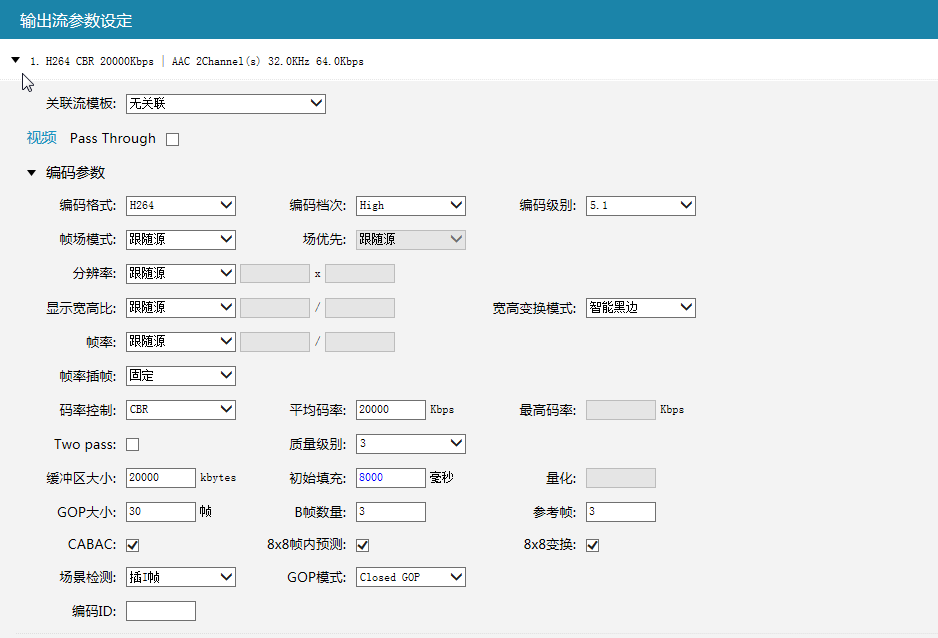 输出流参数设定
1. H264 CBR 20000Kbps | AAC 2Channel(s) 32.0KHz 64.0Kbps
关联流模板: 无关联
视频 Pass Through
编码参数
编码格式: H264 编码档次: High 编码级别: 5.1
帧场模式: 跟随源 场优先: 跟随源
分辨率: 跟随源 x
显示宽高比: 跟随源 / 宽高变换模式: 智能黑边
帧率: 跟随源 /
帧率插帧: 固定
码率控制: CBR 平均码率: 20000 Kbps 最高码率: Kbps
Two pass: 质量级别: 3
缓冲区大小: 20000 kbytes 初始填充: 8000 毫秒 量化:
GOP大小: 30 帧 B帧数量: 3 参考帧: 3
CABAC: 8x8帧内预测: 8x8变换:
场景检测: 插I帧 GOP模式: Closed GOP
编码ID: